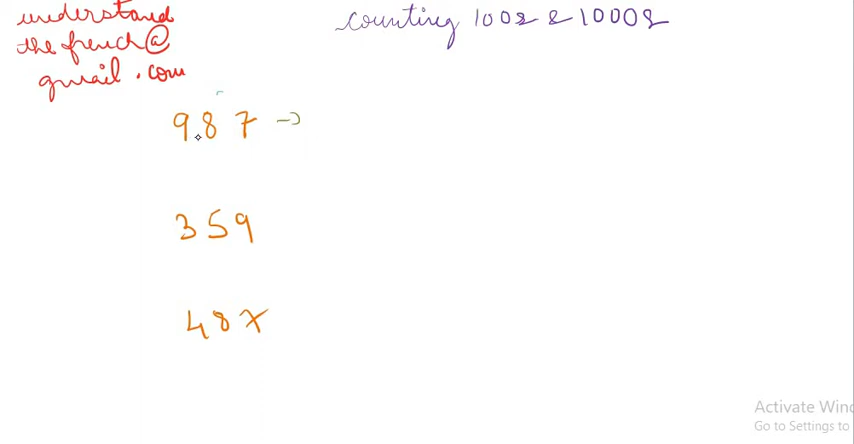 understand
the french@
gmail.com
counting 100s & 1000s
987 →
359
487
Activate Wind
Go to Settings to